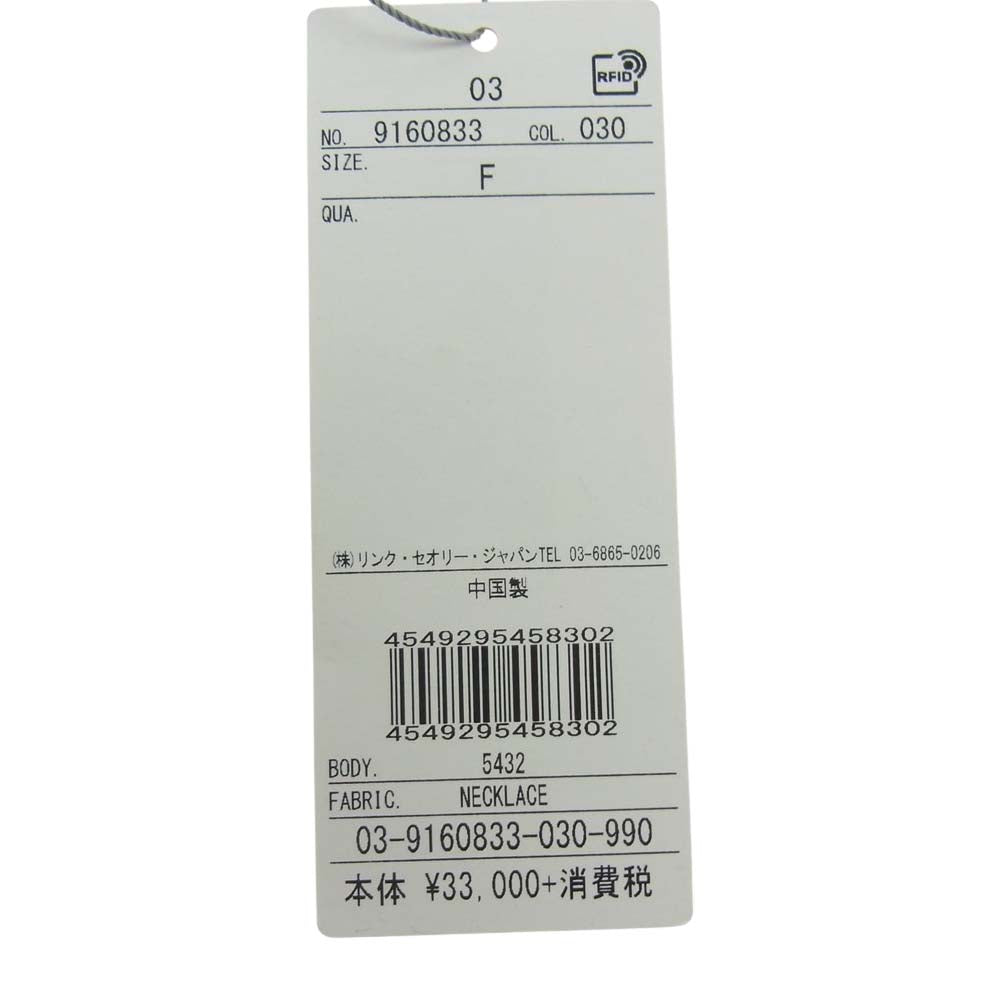 03
RFID
NO. 9160833 COL. 030
SIZE. F
QUA.
(株)リンク・セオリー・ジャパンTEL 03-6865-0206
中国製
4549295458302
4549295458302
BODY. 5432
FABRIC. NECKLACE
03-9160833-030-990
本体 ¥33,000+消費税